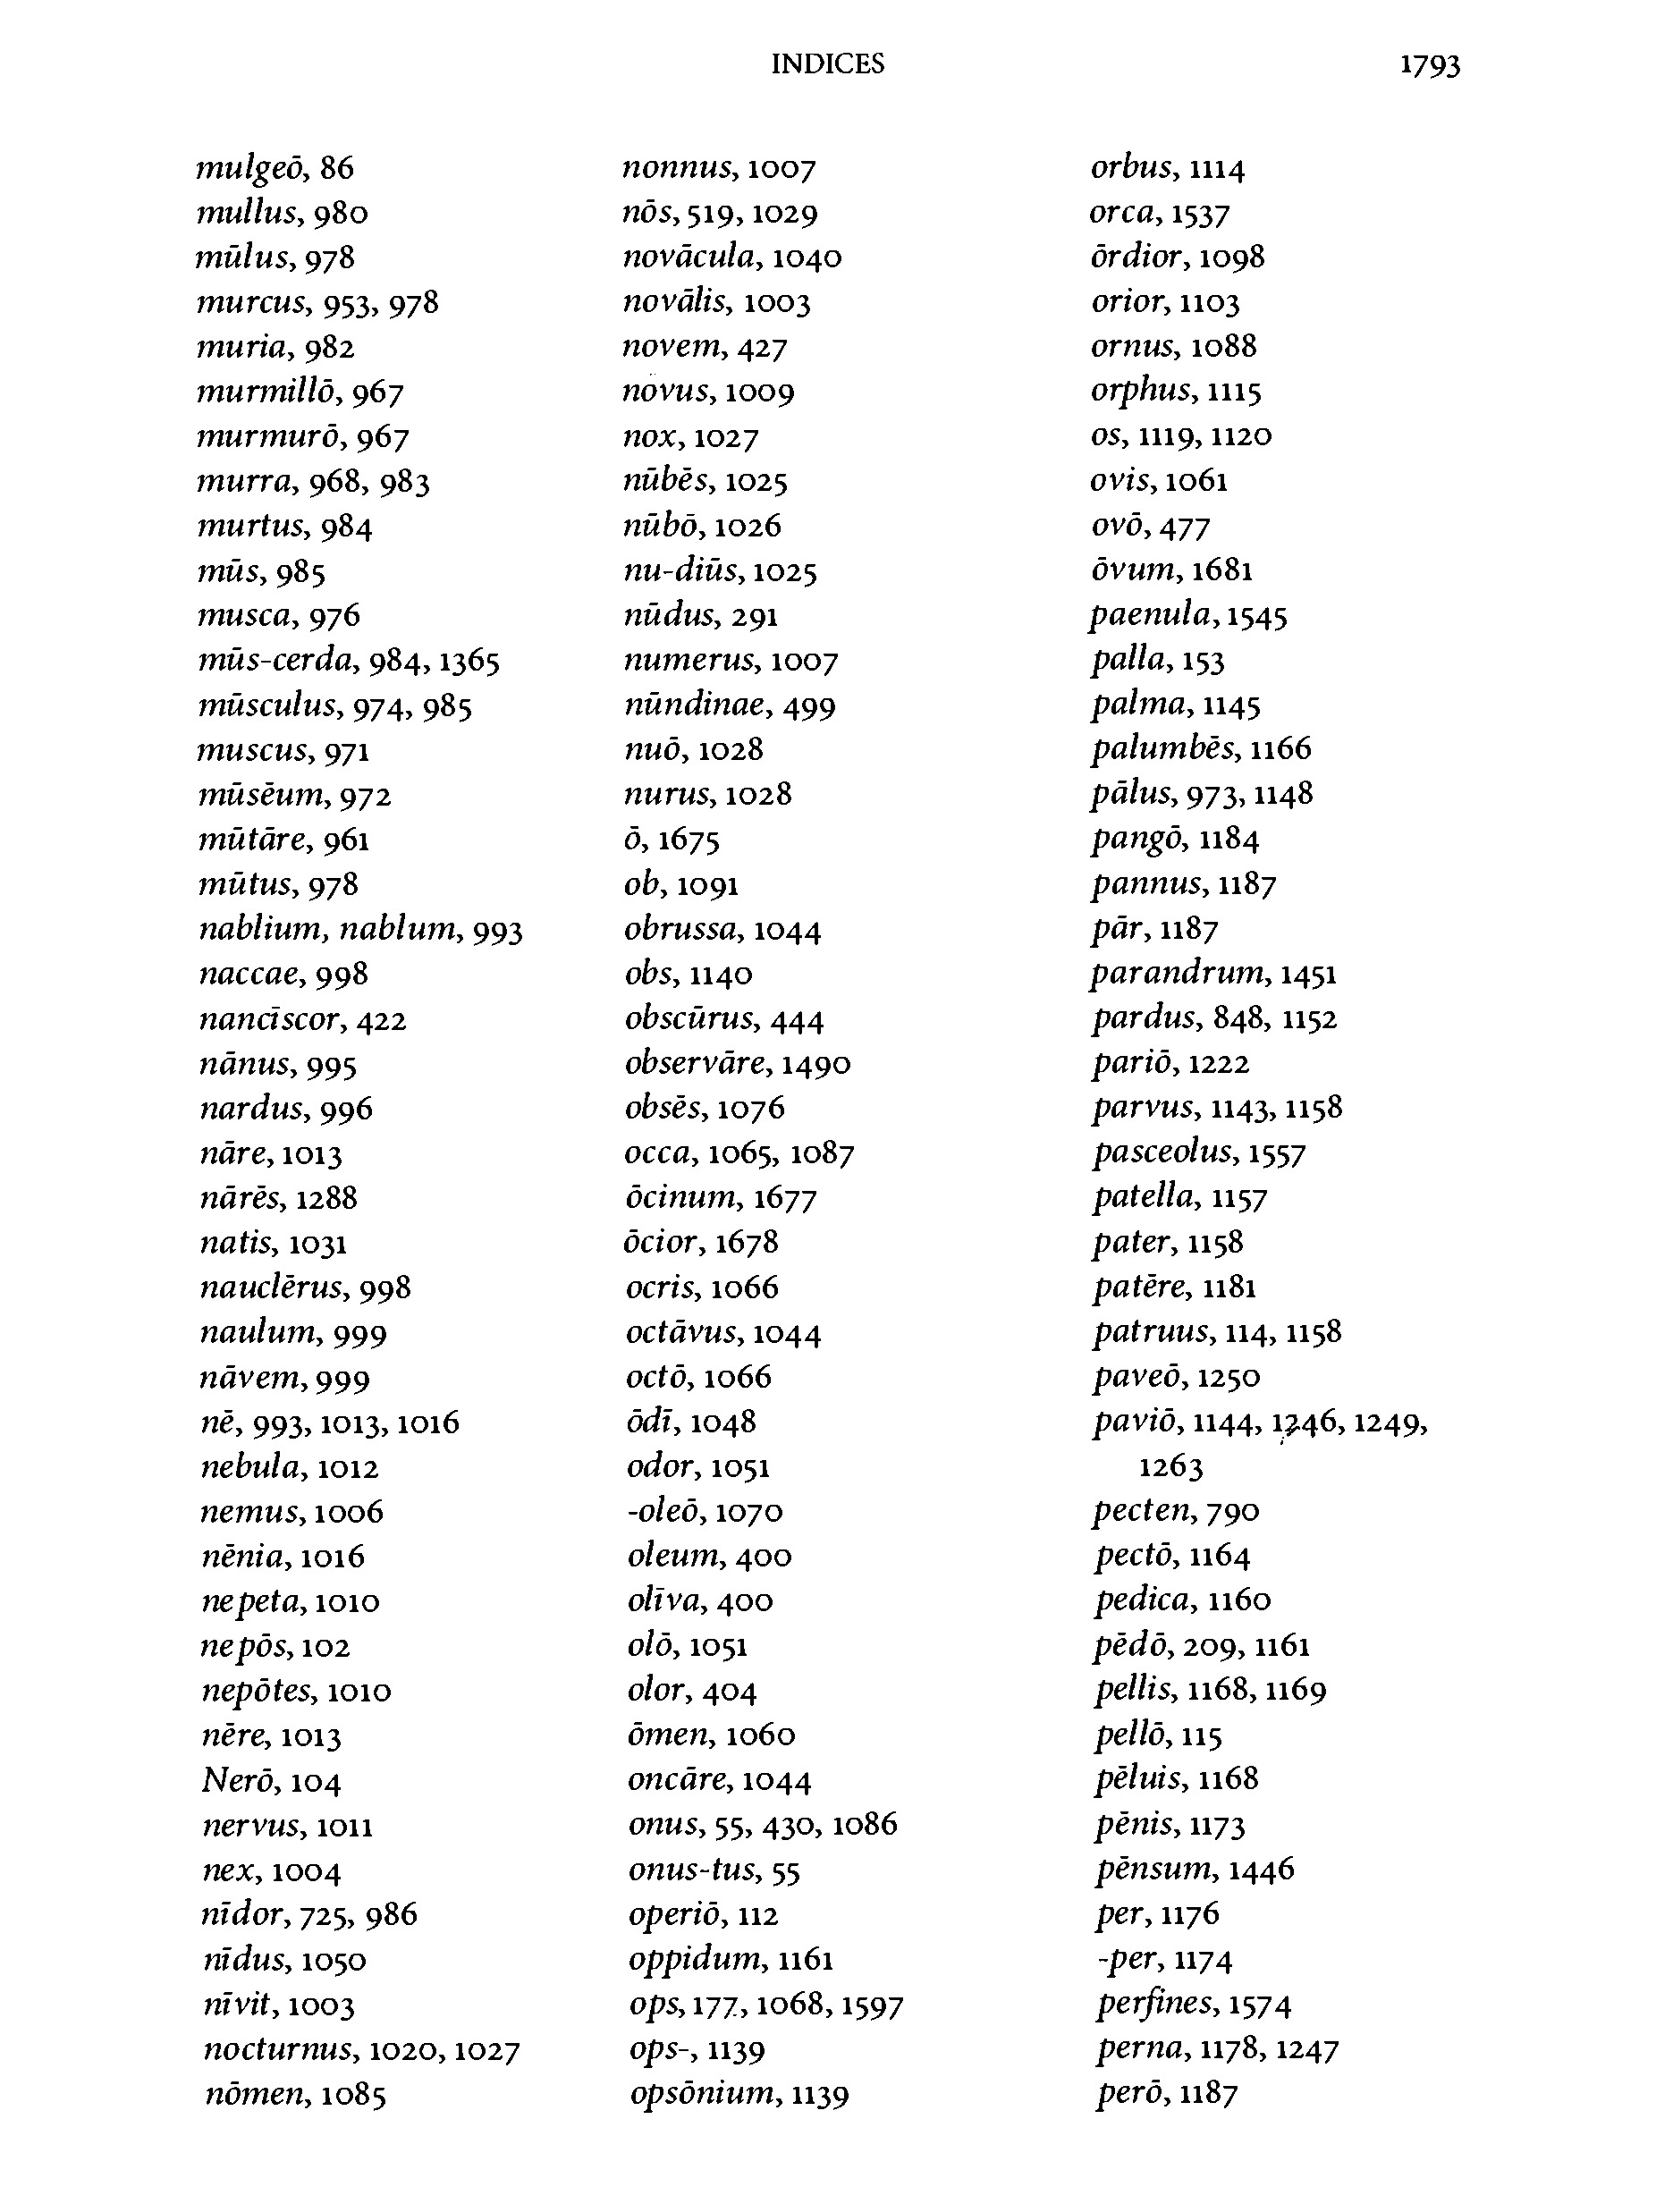 INDICES
1793
mulgeō, 86
mullus, 980
mūlus, 978
murcus, 953, 978
muria, 982
murmillō, 967
murmurō, 967
murra, 968, 983
murtus, 984
mūs, 985
musca, 976
mūs-cerda, 984, 1365
mūsculus, 974, 985
muscus, 971
mūsēum, 972
mūtāre, 961
mūtus, 978
nablium, nablum, 993
naccae, 998
nancīscor, 422
nānus, 995
nardus, 996
nāre, 1013
nārēs, 1288
natis, 1031
nauclērus, 998
naulum, 999
nāvem, 999
nē, 993, 1013, 1016
nebula, 1012
nemus, 1006
nēnia, 1016
nepeta, 1010
nepōs, 102
nepōtes, 1010
nēre, 1013
Nerō, 104
nervus, 1011
nex, 1004
nīdor, 725, 986
nīdus, 1050
nīvit, 1003
nocturnus, 1020, 1027
nōmen, 1085
nonnus, 1007
nōs, 519, 1029
novācula, 1040
novālis, 1003
novem, 427
novus, 1009
nox, 1027
nūbēs, 1025
nūbō, 1026
nu-diūs, 1025
nūdus, 291
numerus, 1007
nūndinae, 499
nuō, 1028
nurus, 1028
ō, 1675
ob, 1091
obrussa, 1044
obs, 1140
obscūrus, 444
observāre, 1490
obsēs, 1076
occa, 1065, 1087
ōcinum, 1677
ōcior, 1678
ocris, 1066
octāvus, 1044
octō, 1066
ōdī, 1048
odor, 1051
-oleō, 1070
oleum, 400
olīva, 400
olō, 1051
olor, 404
ōmen, 1060
oncāre, 1044
onus, 55, 430, 1086
onus-tus, 55
operiō, 112
oppidum, 1161
ops, 177, 1068, 1597
ops-, 1139
opsōnium, 1139
orbus, 1114
orca, 1537
ōrdior, 1098
orior, 1103
ornus, 1088
orphus, 1115
os, 1119, 1120
ovis, 1061
ovō, 477
ōvum, 1681
paenula, 1545
palla, 153
palma, 1145
palumbēs, 1166
pālus, 973, 1148
pangō, 1184
pannus, 1187
pār, 1187
parandrum, 1451
pardus, 848, 1152
pariō, 1222
parvus, 1143, 1158
pasceolus, 1557
patella, 1157
pater, 1158
patēre, 1181
patruus, 114, 1158
paveō, 1250
paviō, 1144, 1246, 1249,
1263
pecten, 790
pectō, 1164
pedica, 1160
pēdō, 209, 1161
pellis, 1168, 1169
pellō, 115
pēluis, 1168
pēnis, 1173
pēnsum, 1446
per, 1176
-per, 1174
perfines, 1574
perna, 1178, 1247
perō, 1187